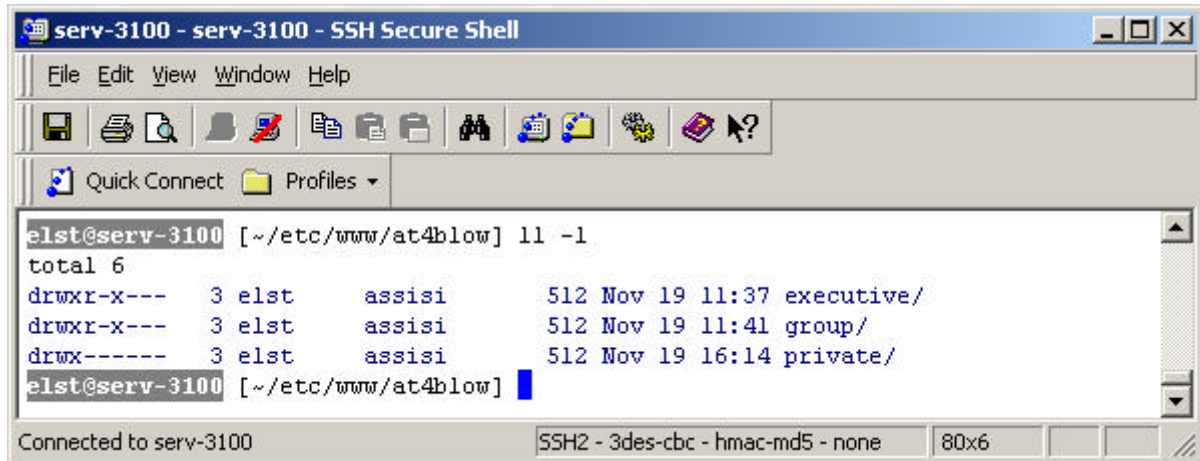 serv-3100 - serv-3100 - SSH Secure Shell
File Edit View Window Help
Quick Connect Profiles
elst@serv-3100 [~/etc/www/at4blow] ll -l
total 6
drwxr-x--- 3 elst assisi 512 Nov 19 11:37 executive/
drwxr-x--- 3 elst assisi 512 Nov 19 11:41 group/
drwx------ 3 elst assisi 512 Nov 19 16:14 private/
elst@serv-3100 [~/etc/www/at4blow]
Connected to serv-3100 SSH2 - 3des-cbc - hmac-md5 - none 80x6